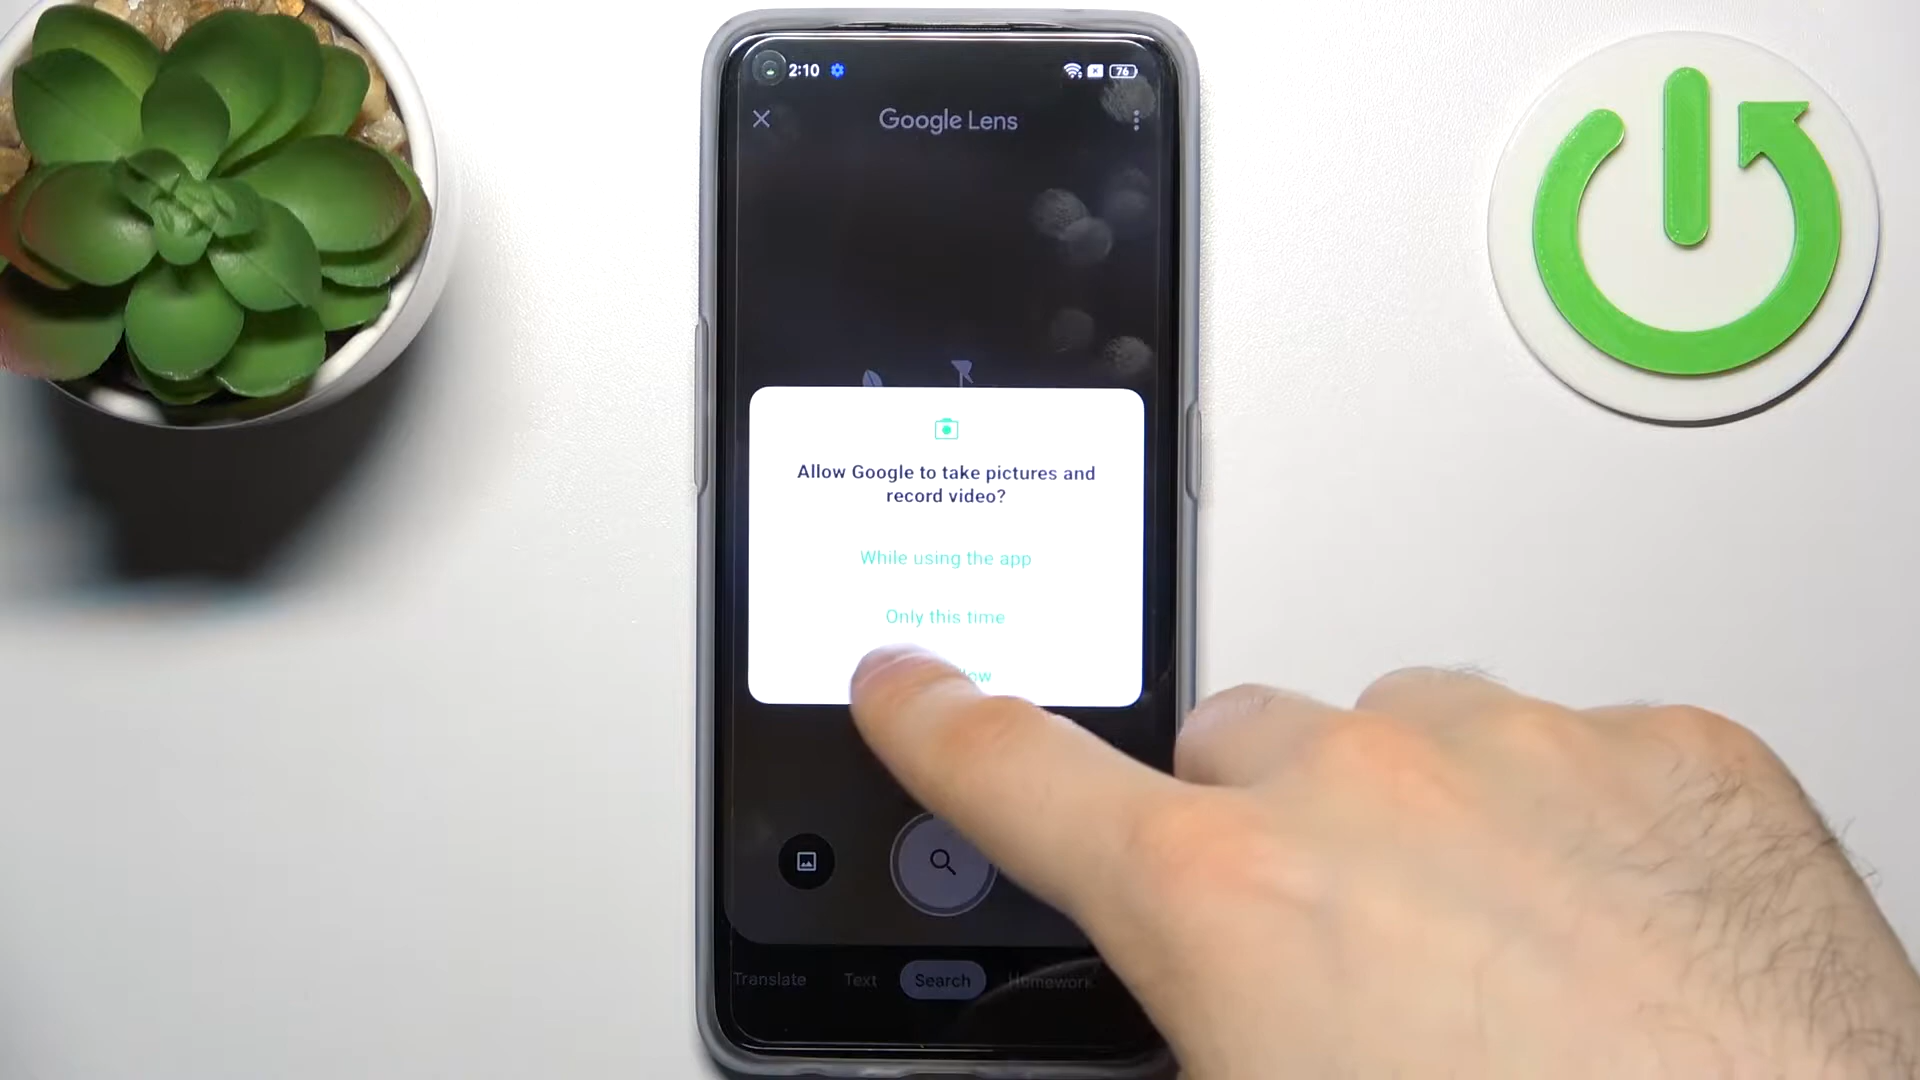 2:10
76
Google Lens
Allow Google to take pictures and
record video?
While using the app
Only this time
Translate Text Search Homework